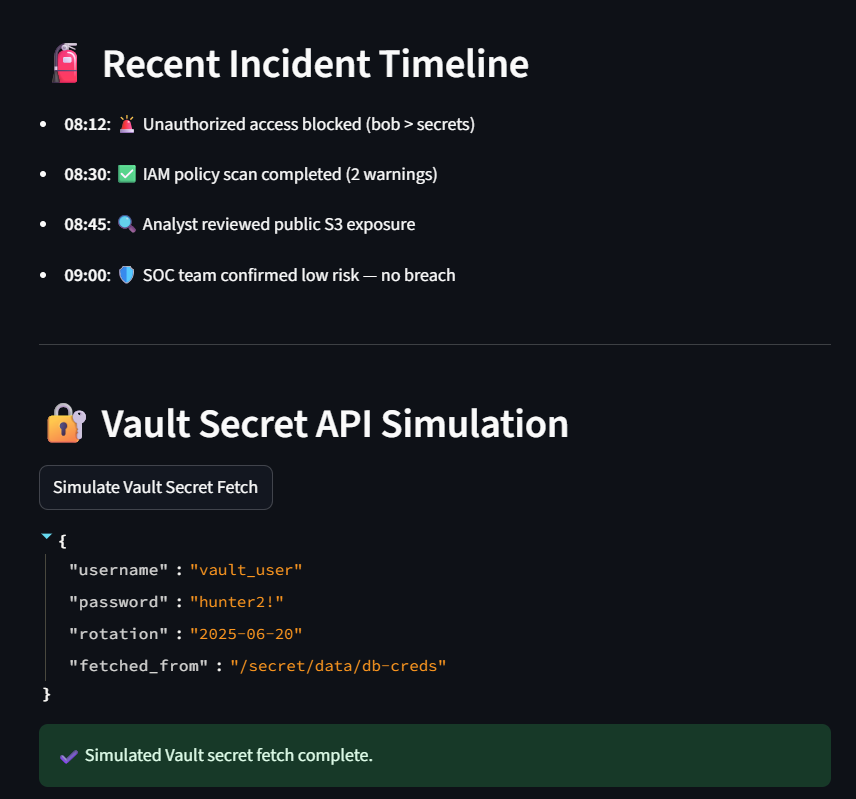 Recent Incident Timeline
08:12: Unauthorized access blocked (bob > secrets)
08:30: IAM policy scan completed (2 warnings)
08:45: Analyst reviewed public S3 exposure
09:00: SOC team confirmed low risk — no breach
Vault Secret API Simulation
Simulate Vault Secret Fetch
{
"username" : "vault_user"
"password" : "hunter2!"
"rotation" : "2025-06-20"
"fetched_from" : "/secret/data/db-creds"
}
Simulated Vault secret fetch complete.